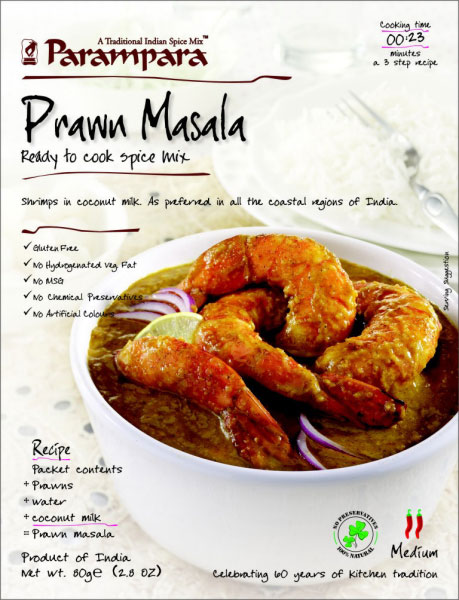 A Traditional Indian Spice Mix™
Parampara
Cooking time
00:23
minutes
a 3 step recipe
Prawn Masala
Ready to cook spice mix
Shrimps in coconut milk. As preferred in all the coastal regions of India.
✓ Gluten Free
✓ No Hydrogenated Veg. Fat
✓ No MSG
✓ No Chemical Preservatives
✓ No Artificial Colours
Serving Suggestion
Recipe
Packet contents
+ Prawns
+ water
+ coconut milk
= Prawn masala
NO PRESERVATIVES
100% NATURAL
Medium
Product of India
Net wt. 80g℮ (2.8 OZ)
Celebrating 60 years of kitchen tradition